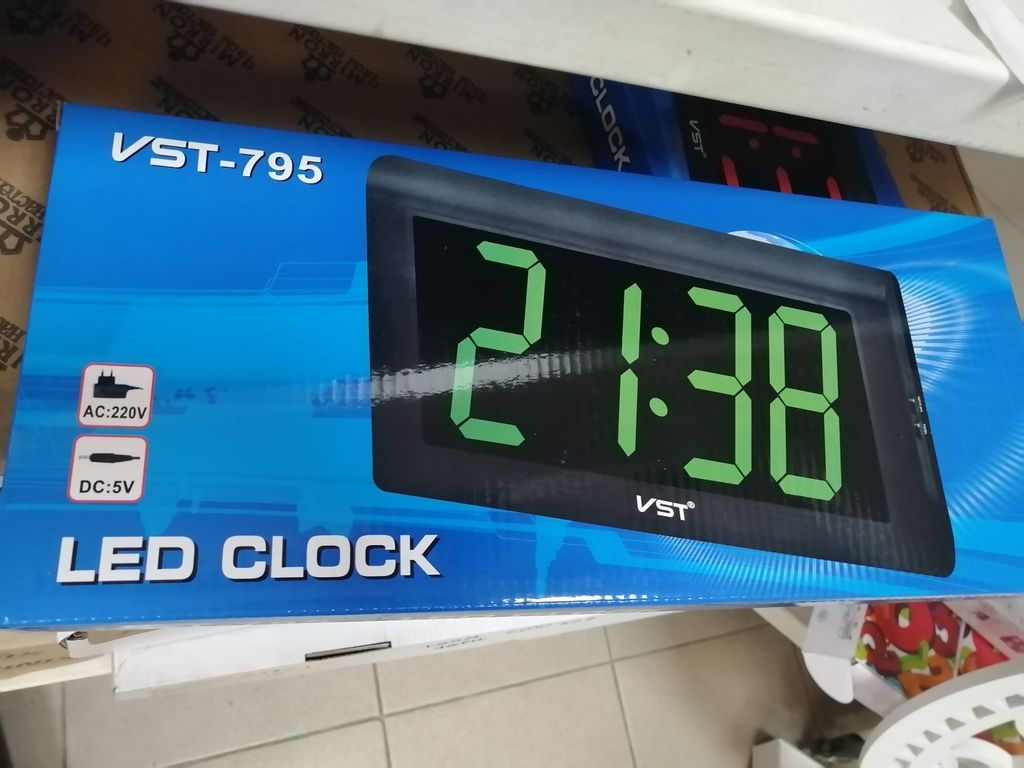 VST-795
CLOCK
VST
21:38
VST®
AC:220V
DC:5V
LED CLOCK